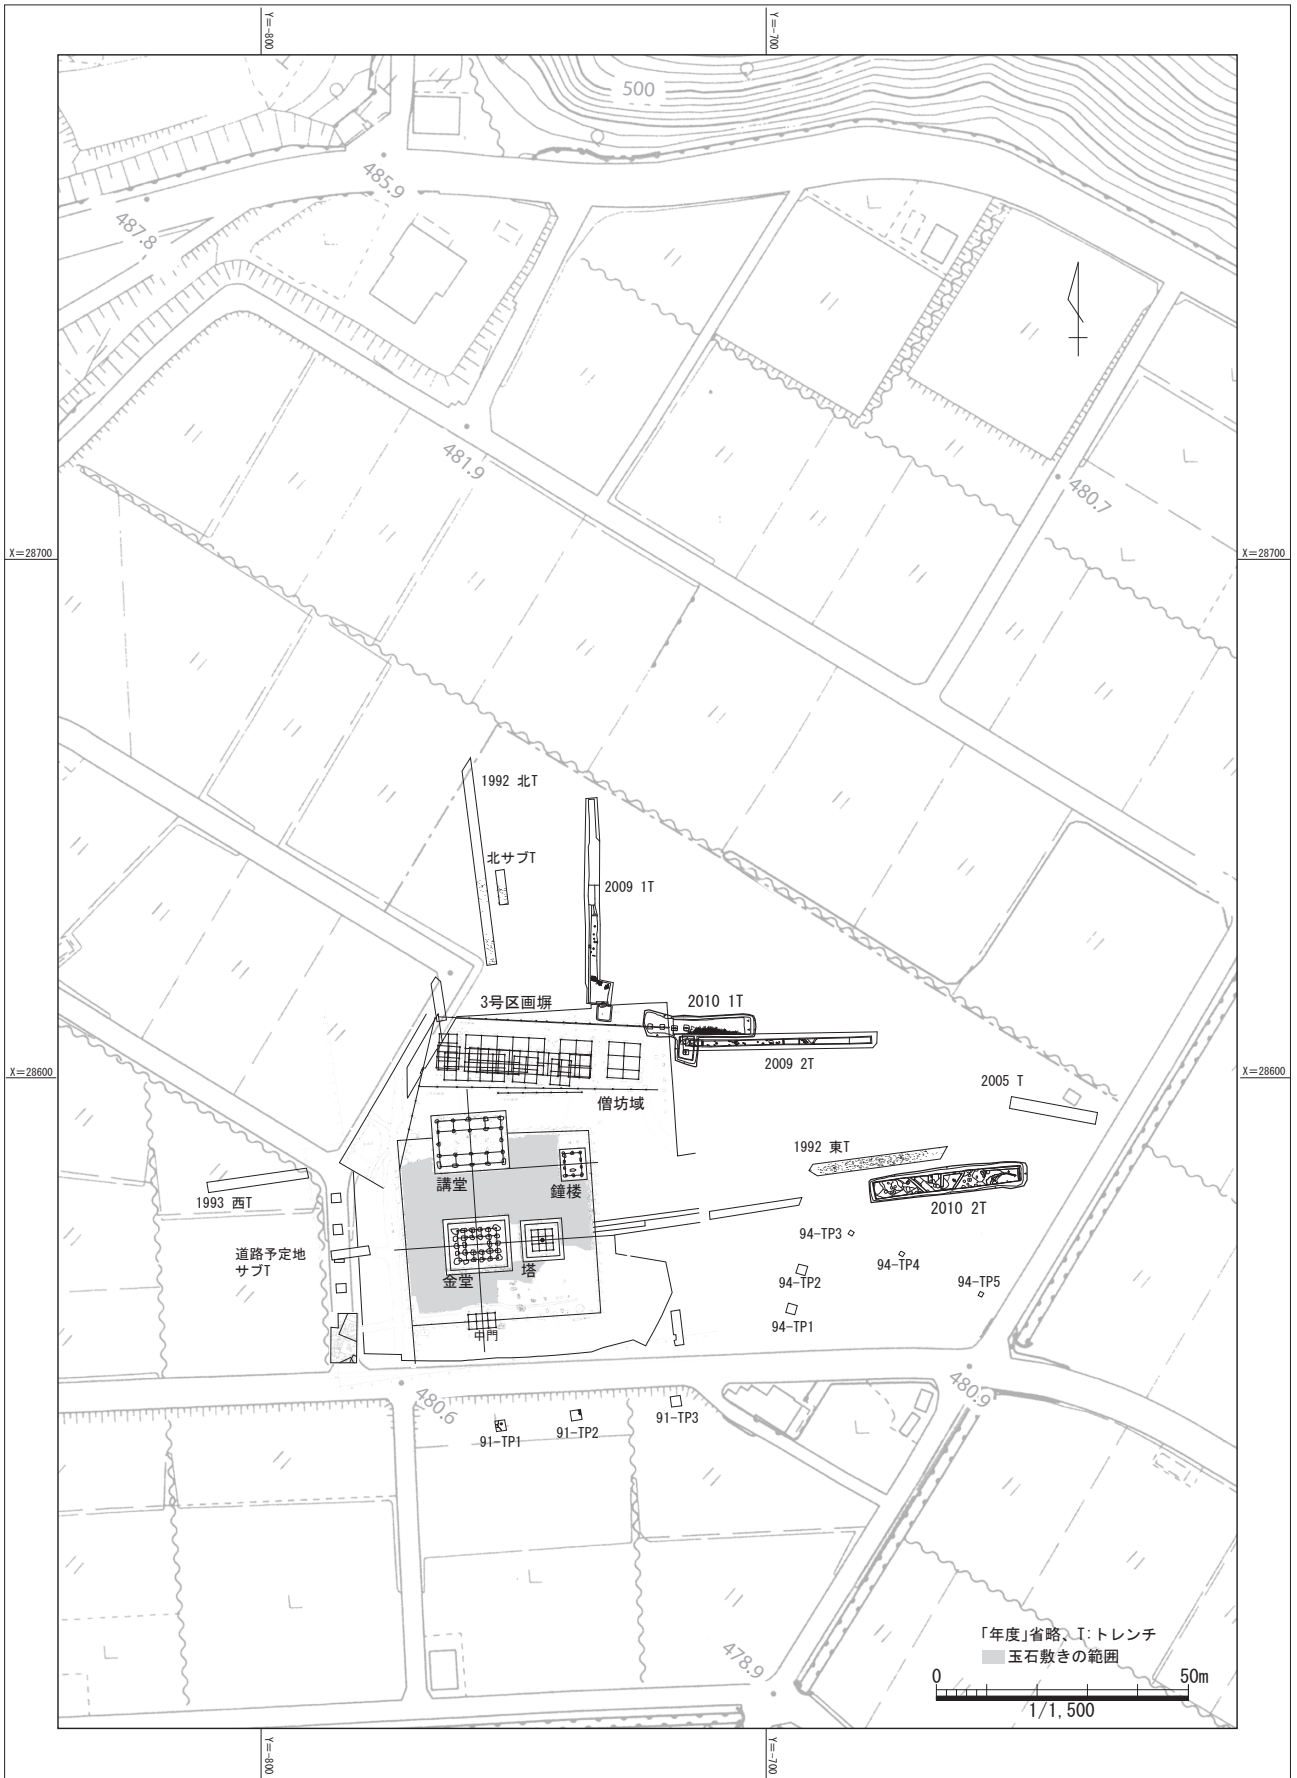 Y=-800
Y=-700
500
485.9
487.8
481.9
480.7
X=28700
X=28700
1992 北T
北サブT
2009 1T
3号区画塀
2010 1T
2009 2T
X=28600
X=28600
2005 T
僧坊域
1992 東T
講堂
鐘楼
1993 西T
2010 2T
道路予定地
サブT
94-TP3
94-TP4
金堂
塔
94-TP2
94-TP5
94-TP1
中門
480.6
480.9
91-TP1
91-TP2
91-TP3
478.9
「年度」省略、T:トレンチ
玉石敷きの範囲
0
50m
1/1,500
Y=-800
Y=-700